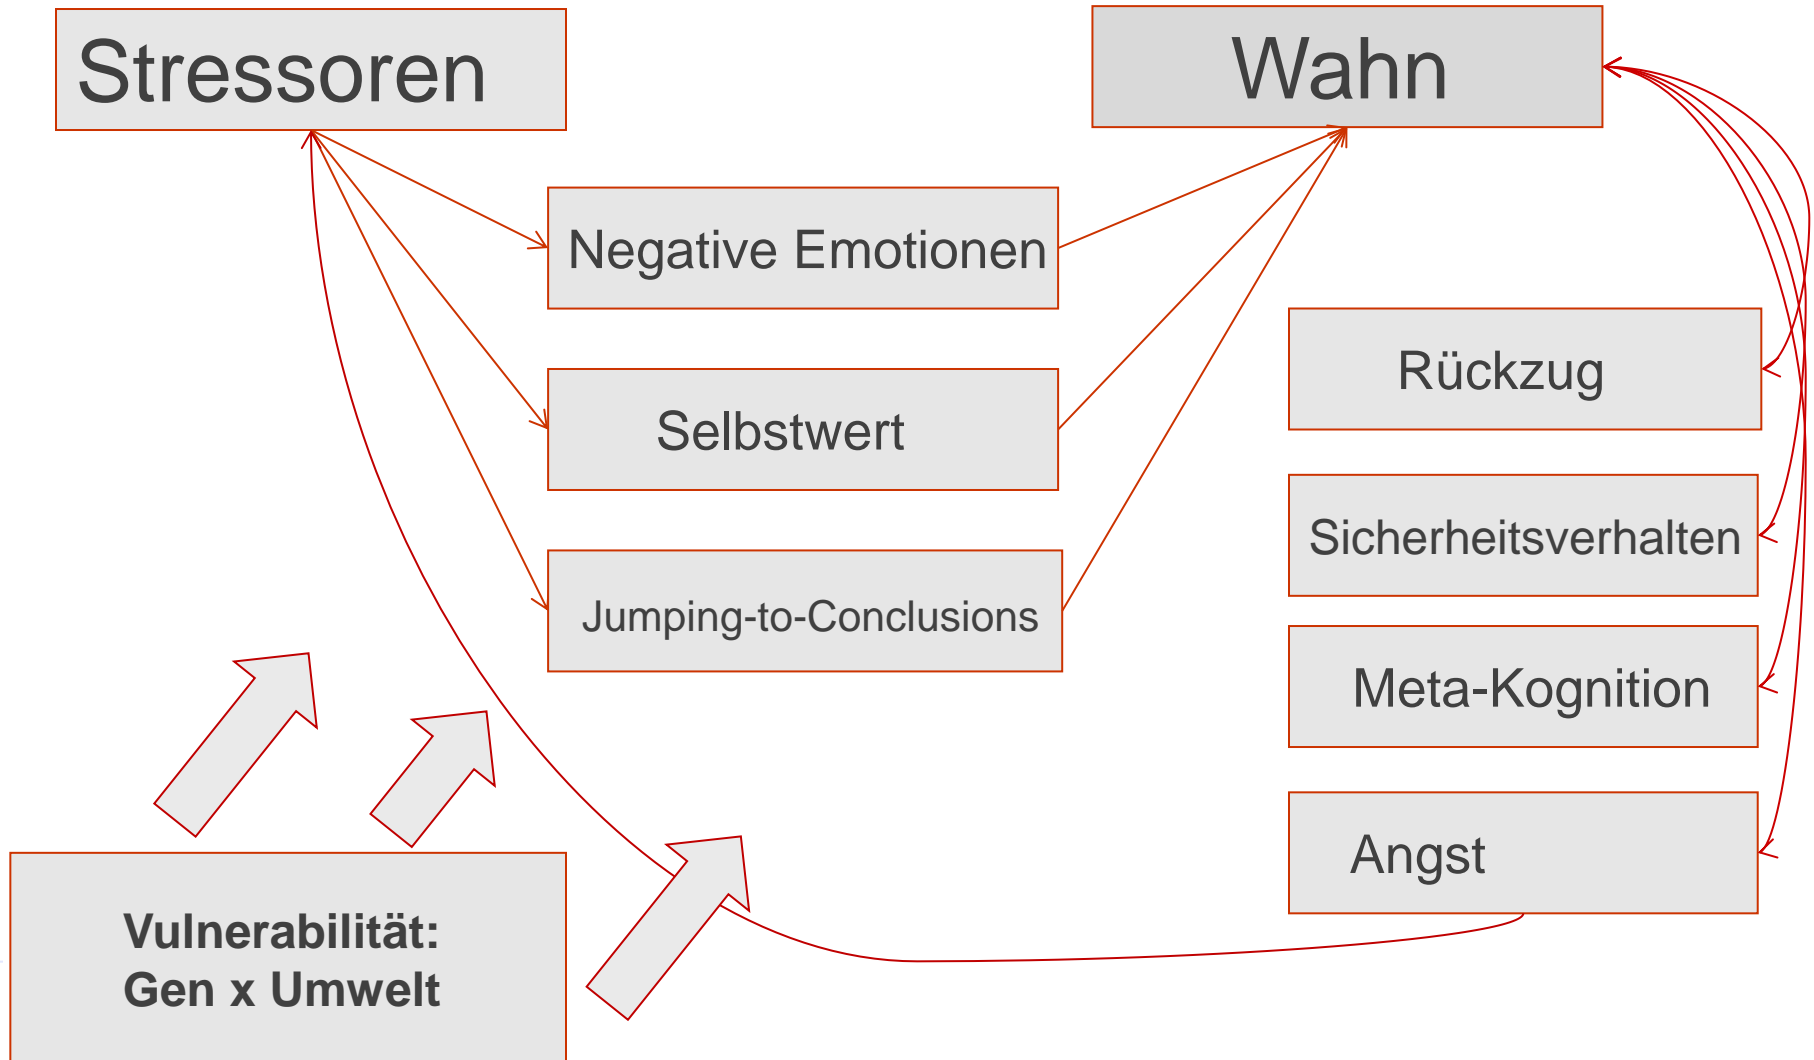 Stressoren
Wahn
Negative Emotionen
Selbstwert
Jumping-to-Conclusions
Rückzug
Sicherheitsverhalten
Meta-Kognition
Angst
Vulnerabilität:
Gen x Umwelt